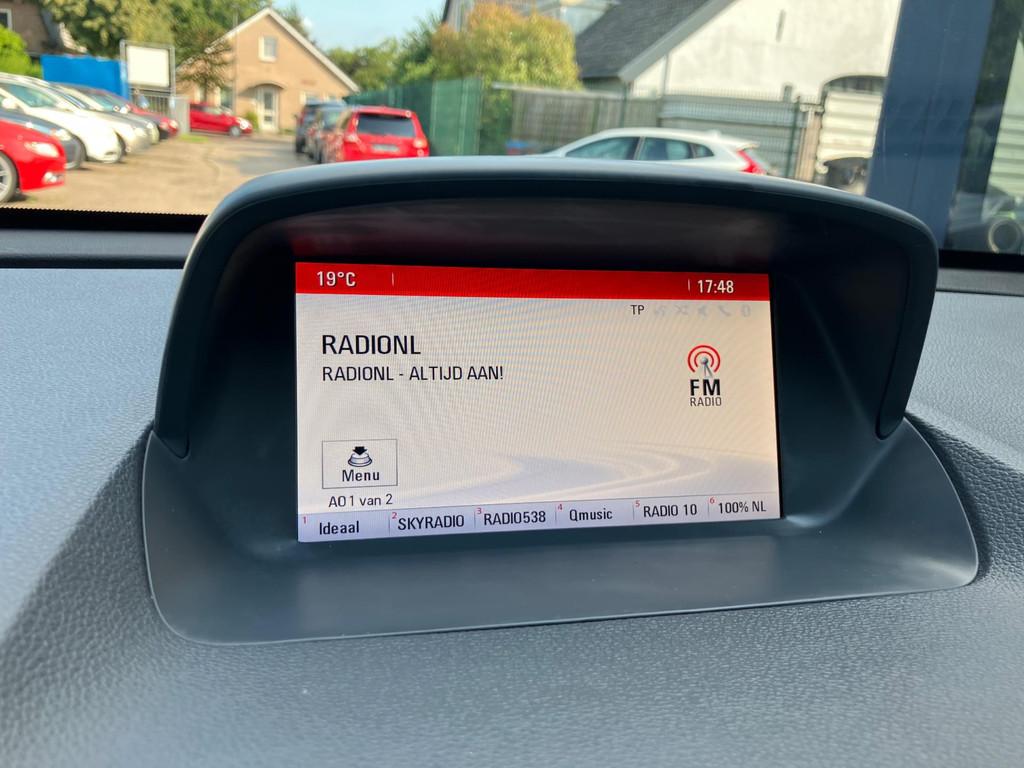 19°C 17:48
TP
RADIONL
RADIONL - ALTIJD AAN!
FM
RADIO
Menu
AO 1 van 2
1 Ideaal 2 SKYRADIO 3 RADIO538 4 Qmusic 5 RADIO 10 6 100% NL